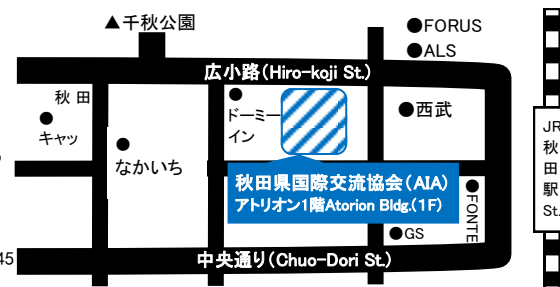 ▲千秋公園
●FORUS
●ALS
広小路(Hiro-koji St.)
秋田
キャッ
ドーミー
イン
西武
なかいち
秋田県国際交流協会(AIA)
アトリオン1階Atorion Bldg.(1F)
FONTE
GS
中央通り(Chuo-Dori St.)
45
JR
秋
田
駅
St.